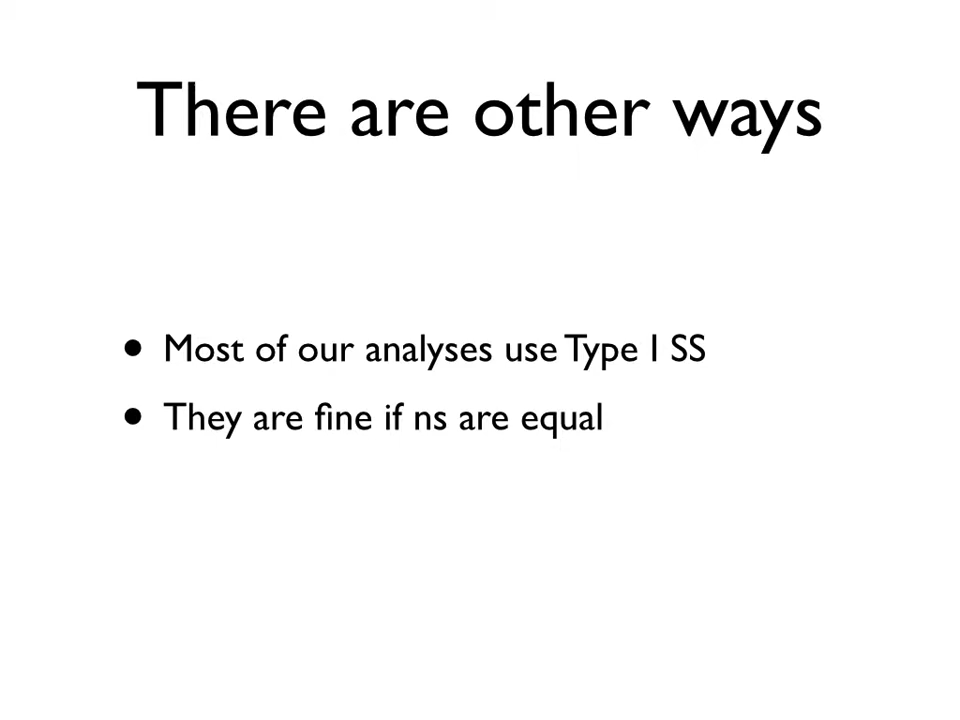 There are other ways
• Most of our analyses use Type I SS
• They are fine if ns are equal